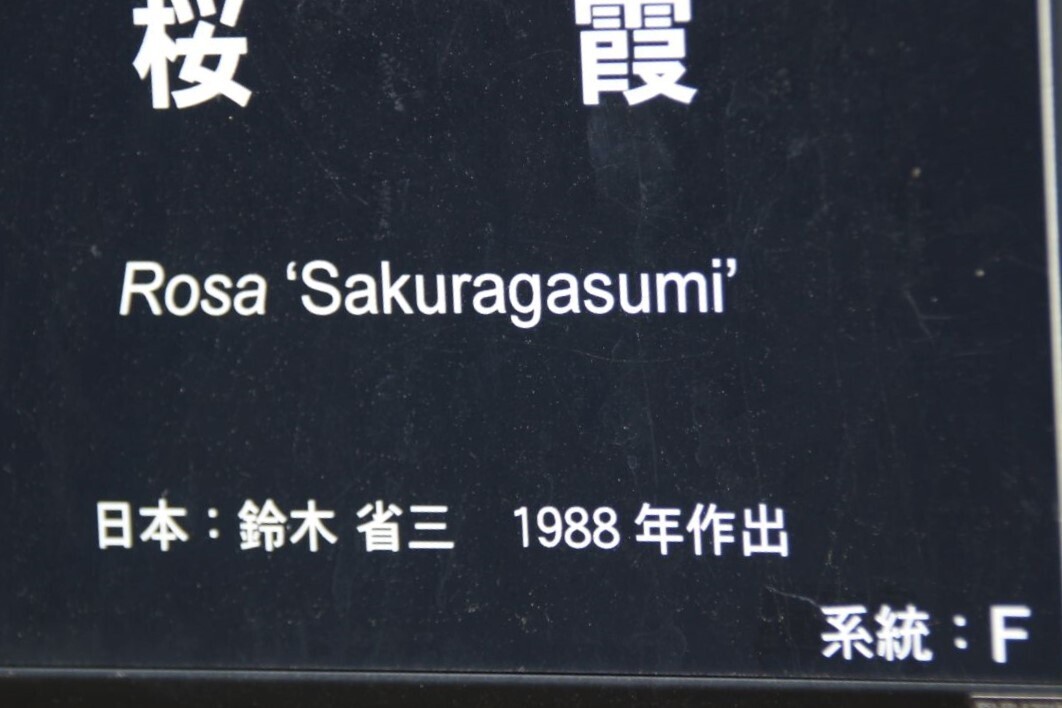 桜 霞
Rosa ‘Sakuragasumi’
日本：鈴木 省三 1988 年作出
系統：F